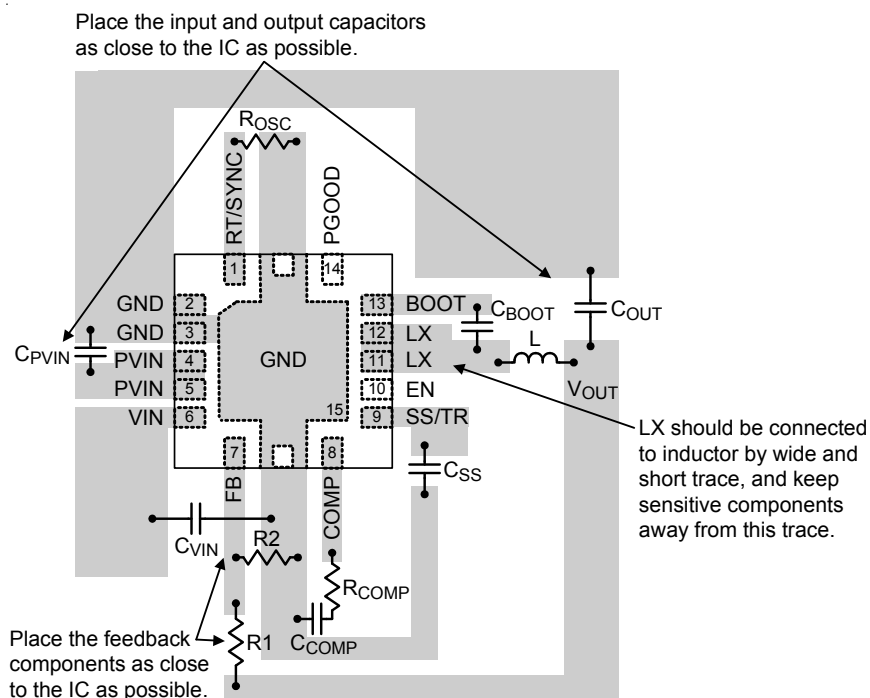 Place the input and output capacitors
as close to the IC as possible.
ROSC
RT/SYNC
PGOOD
1
14
GND 2
13 BOOT
CBOOT
COUT
GND 3
12 LX
L
CPVIN
PVIN 4
GND
11 LX
PVIN 5
10 EN
VOUT
VIN 6
15
9 SS/TR
7
8
FB
COMP
CSS
LX should be connected
to inductor by wide and
short trace, and keep
sensitive components
away from this trace.
CVIN
R2
RCOMP
CCOMP
R1
Place the feedback
components as close
to the IC as possible.